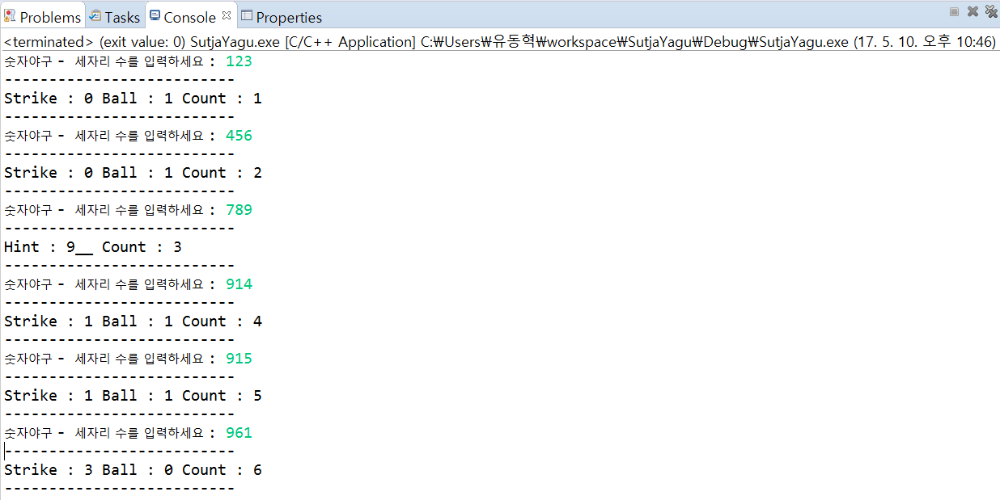 Problems Tasks Console Properties
<terminated> (exit value: 0) SutjaYagu.exe [C/C++ Application] C:₩Users₩유동혁₩workspace₩SutjaYagu₩Debug₩SutjaYagu.exe (17. 5. 10. 오후 10:46)
숫자야구 - 세자리 수를 입력하세요 : 123
--------------------------
Strike : 0 Ball : 1 Count : 1
--------------------------
숫자야구 - 세자리 수를 입력하세요 : 456
--------------------------
Strike : 0 Ball : 1 Count : 2
--------------------------
숫자야구 - 세자리 수를 입력하세요 : 789
--------------------------
Hint : 9__ Count : 3
--------------------------
숫자야구 - 세자리 수를 입력하세요 : 914
--------------------------
Strike : 1 Ball : 1 Count : 4
--------------------------
숫자야구 - 세자리 수를 입력하세요 : 915
--------------------------
Strike : 1 Ball : 1 Count : 5
--------------------------
숫자야구 - 세자리 수를 입력하세요 : 961
--------------------------
Strike : 3 Ball : 0 Count : 6
--------------------------